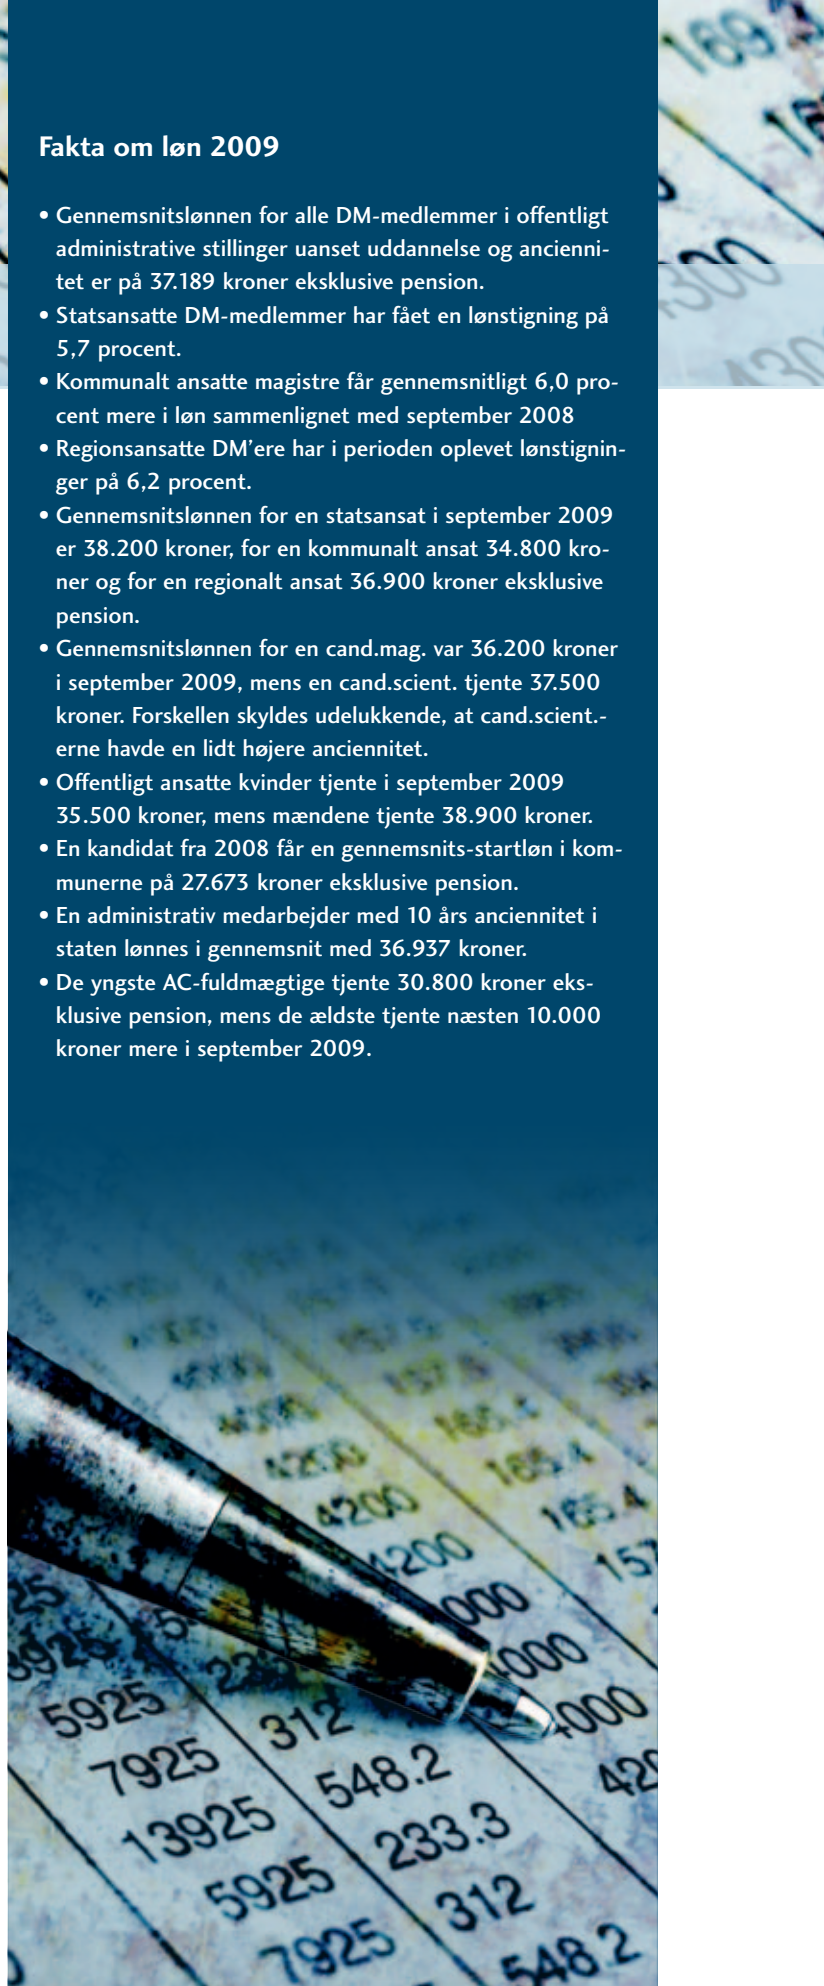 Fakta om løn 2009
• Gennemsnitslønnen for alle DM-medlemmer i offentligt
administrative stillinger uanset uddannelse og ancienni-
tet er på 37.189 kroner eksklusive pension.
• Statsansatte DM-medlemmer har fået en lønstigning på
5,7 procent.
• Kommunalt ansatte magistre får gennemsnitligt 6,0 pro-
cent mere i løn sammenlignet med september 2008
• Regionsansatte DM’ere har i perioden oplevet lønstignin-
ger på 6,2 procent.
• Gennemsnitslønnen for en statsansat i september 2009
er 38.200 kroner, for en kommunalt ansat 34.800 kro-
ner og for en regionalt ansat 36.900 kroner eksklusive
pension.
• Gennemsnitslønnen for en cand.mag. var 36.200 kroner
i september 2009, mens en cand.scient. tjente 37.500
kroner. Forskellen skyldes udelukkende, at cand.scient.-
erne havde en lidt højere anciennitet.
• Offentligt ansatte kvinder tjente i september 2009
35.500 kroner, mens mændene tjente 38.900 kroner.
• En kandidat fra 2008 får en gennemsnits-startløn i kom-
munerne på 27.673 kroner eksklusive pension.
• En administrativ medarbejder med 10 års anciennitet i
staten lønnes i gennemsnit med 36.937 kroner.
• De yngste AC-fuldmægtige tjente 30.800 kroner eks-
klusive pension, mens de ældste tjente næsten 10.000
kroner mere i september 2009.
4200 165.4
4200 165.4
4200
5925 312 4000
7925 548.2
13925 233.3
5925 312
7925 548.2